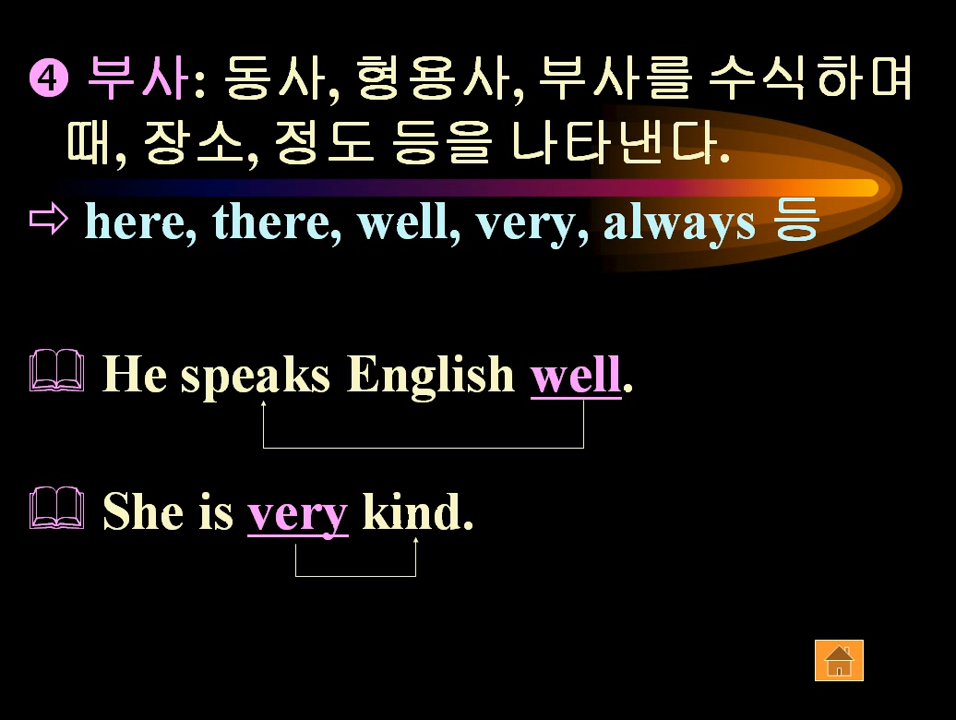 ❹ 부사: 동사, 형용사, 부사를 수식하며
때, 장소, 정도 등을 나타낸다.
⇨ here, there, well, very, always 등
🕮 He speaks English well.
🕮 She is very kind.